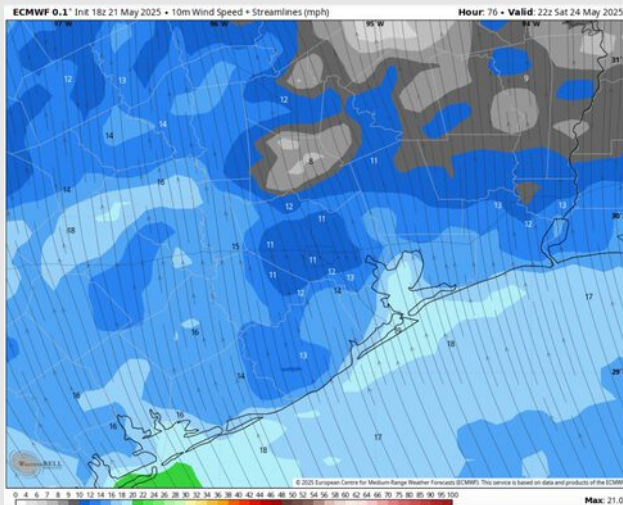 ECMWF 0.1° Init 18z 21 May 2025 • 10m Wind Speed + Streamlines (mph)
Hour: 76 • Valid: 22z Sat 24 May 2025
97°W 96°W 95°W 94°W
31°
12 13 9
12
14 14
8 11
14 16
12 13 13
18 11 12 30°
15 11
11
11 12 13
12 14
17
16
13 18
14 29°
16
16 16
17
18
WeatherBELL
© 2025 European Centre for Medium-Range Weather Forecasts (ECMWF). This service is based on data and products of the ECMWF
0 4 6 8 9 10 12 14 16 18 20 22 24 26 28 30 32 34 36 38 40 42 44 46 48 50 52 54 56 58 60 65 70 75 80 85 90 95 100
Max: 21.0